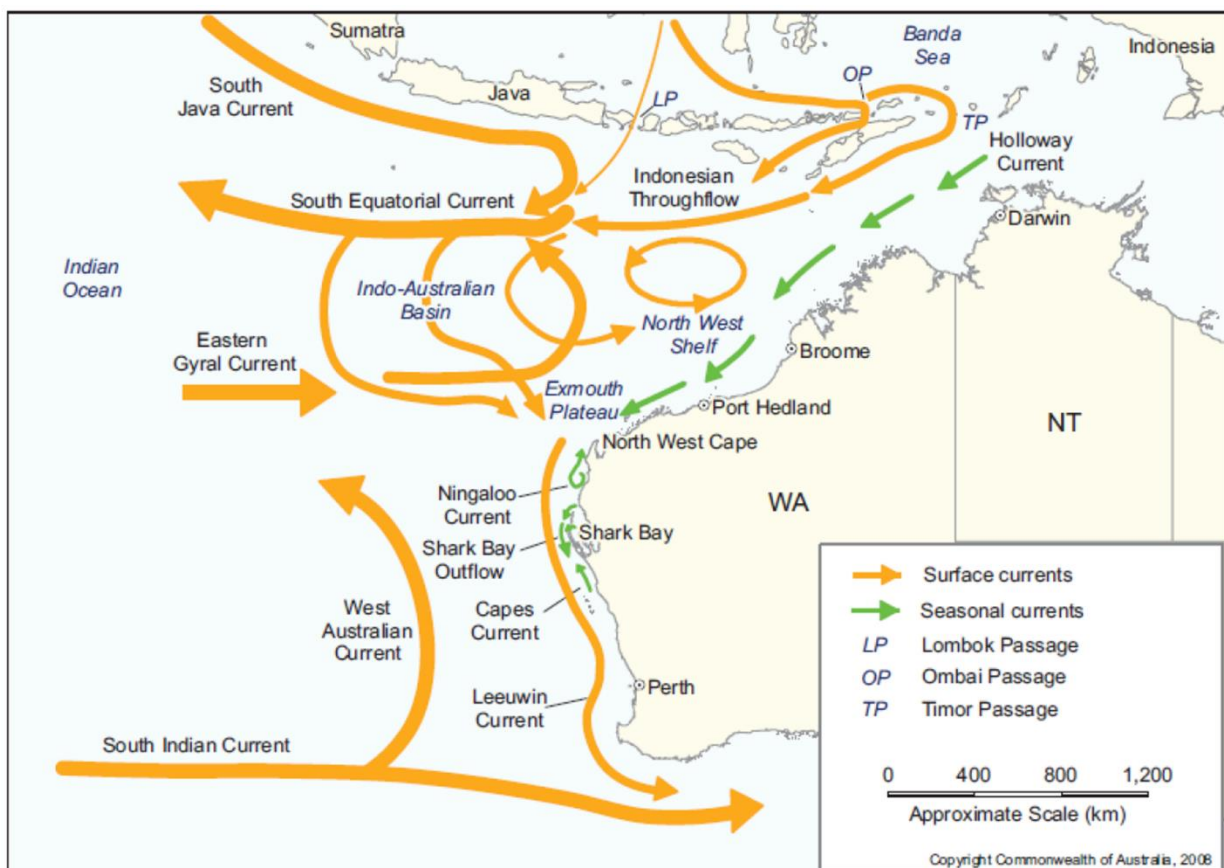 Sumatra
Banda
Sea
Indonesia
South
Java Current
Java
LP
OP
TP
Holloway
Current
Indonesian
Throughflow
South Equatorial Current
Darwin
Indian
Ocean
Indo-Australian
Basin
North West
Shelf
Eastern
Gyral Current
Broome
Exmouth
Plateau
Port Hedland
NT
North West Cape
Ningaloo
Current
WA
Shark Bay
Shark Bay
Outflow
Capes
Current
West
Australian
Current
Perth
Leeuwin
Current
South Indian Current
Surface currents
Seasonal currents
LP Lombok Passage
OP Ombai Passage
TP Timor Passage
0 400 800 1,200
Approximate Scale (km)
Copyright Commonwealth of Australia, 2008